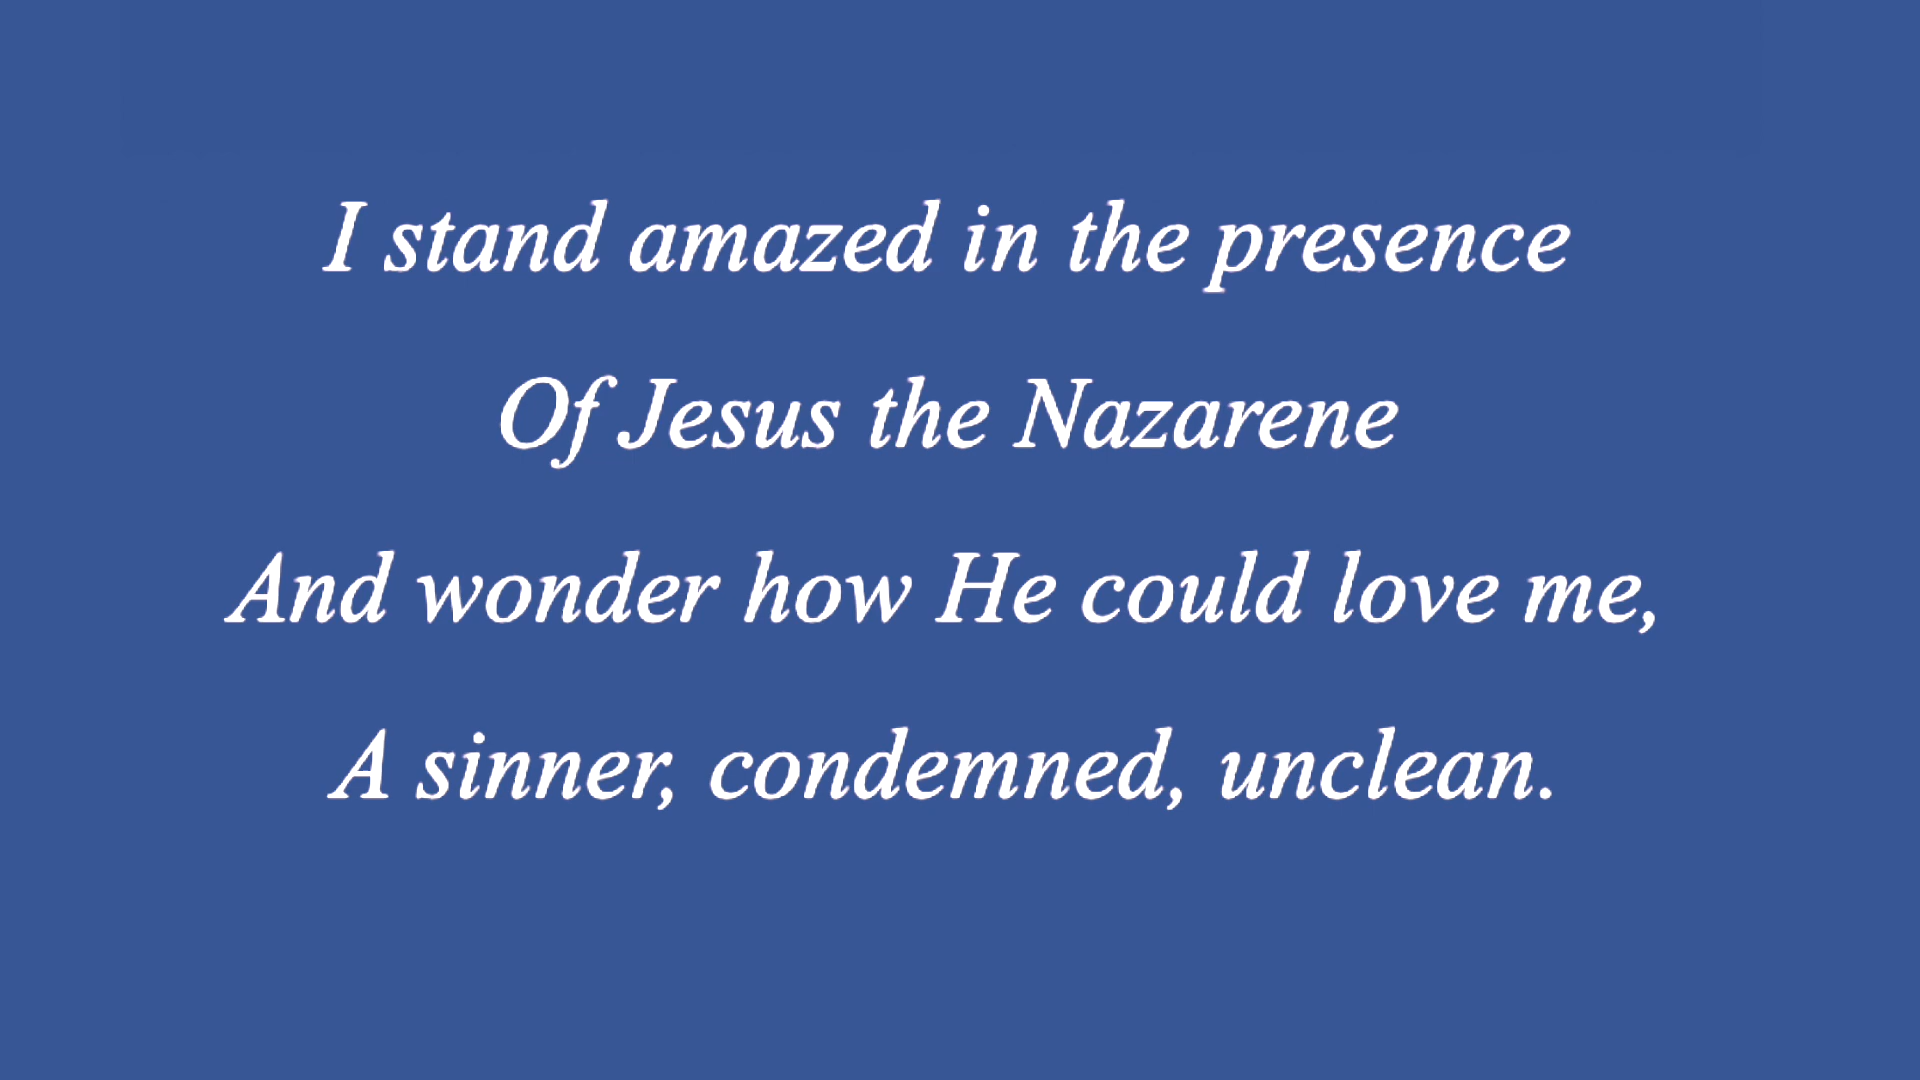 I stand amazed in the presence
Of Jesus the Nazarene
And wonder how He could love me,
A sinner, condemned, unclean.